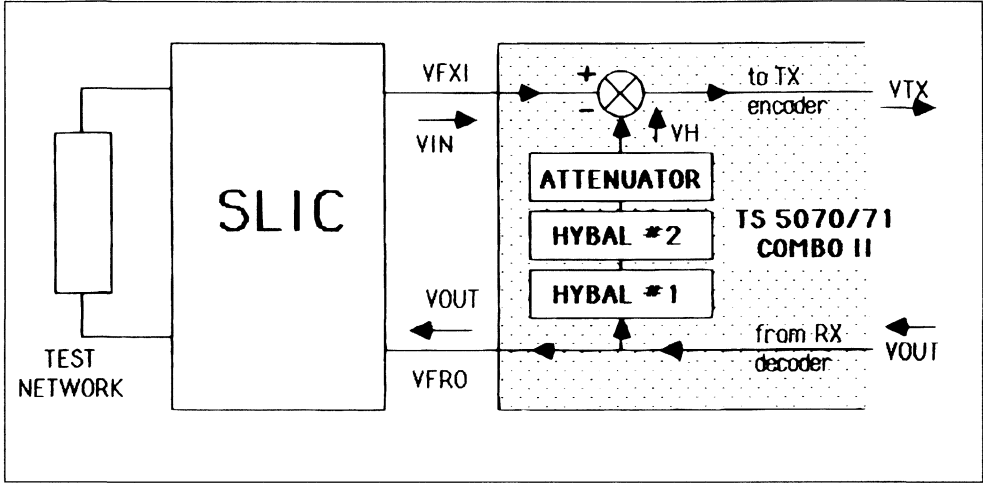 VFXI
+
-
to TX
encoder
VTX
VIN
VH
ATTENUATOR
SLIC
HYBAL #2
TS 5070/71
COMBO II
HYBAL #1
VOUT
from RX
decoder
VOUT
VFRO
TEST
NETWORK